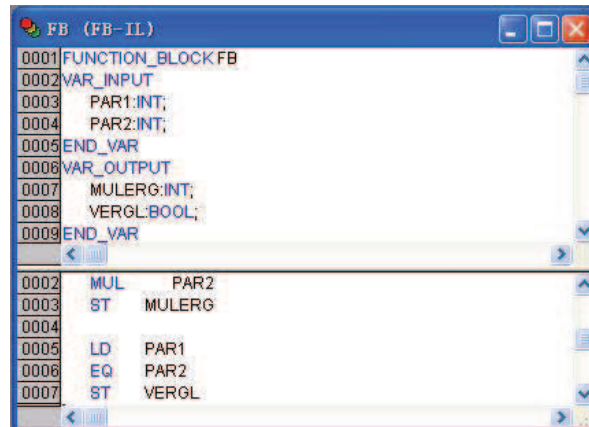 FB (FB-IL)
0001 FUNCTION_BLOCK FB
0002 VAR_INPUT
0003 PAR1:INT;
0004 PAR2:INT;
0005 END_VAR
0006 VAR_OUTPUT
0007 MULERG:INT;
0008 VERGL:BOOL;
0009 END_VAR
0002 MUL PAR2
0003 ST MULERG
0004
0005 LD PAR1
0006 EQ PAR2
0007 ST VERGL